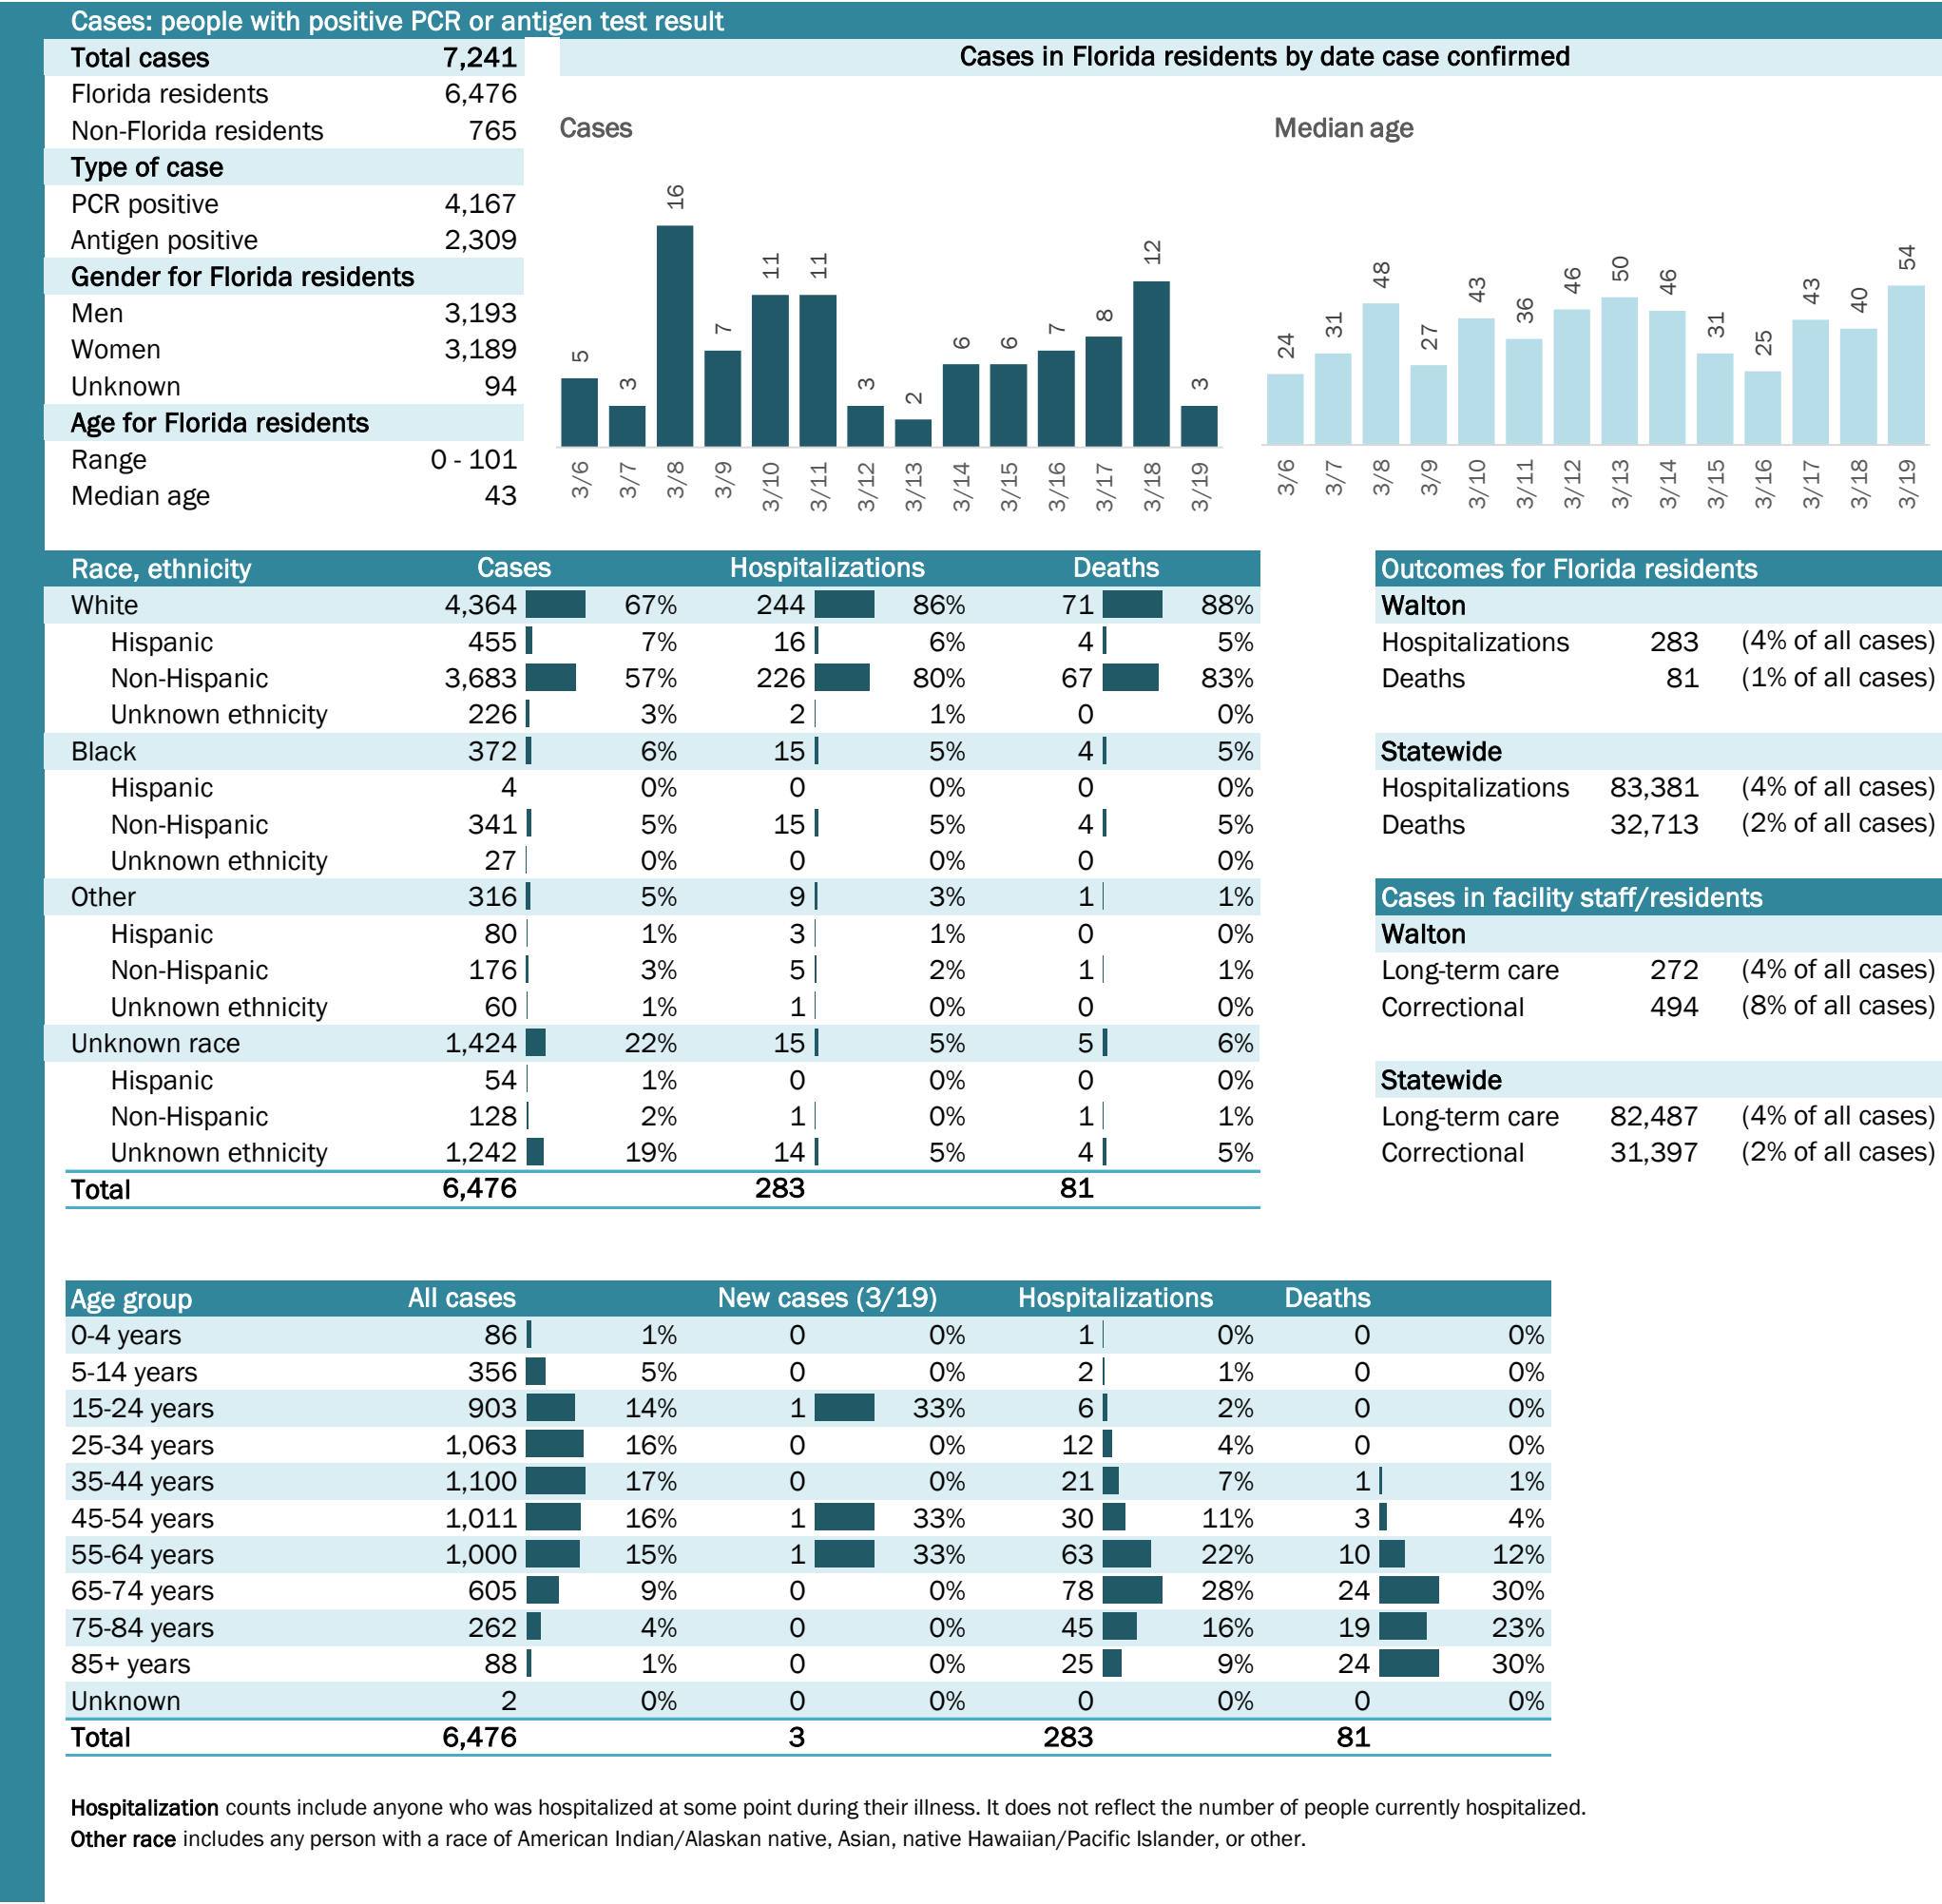 Cases: people with positive PCR or antigen test result
Total cases 7,241
Florida residents 6,476
Non-Florida residents 765
Type of case
PCR positive 4,167
Antigen positive 2,309
Gender for Florida residents
Men 3,193
Women 3,189
Unknown 94
Age for Florida residents
Range 0 - 101
Median age 43
Cases in Florida residents by date case confirmed
Cases
5 3 16 7 11 11 3 2 6 6 7 8 12 3
3/6 3/7 3/8 3/9 3/10 3/11 3/12 3/13 3/14 3/15 3/16 3/17 3/18 3/19
Median age
24 31 48 27 43 36 46 50 46 31 25 43 40 54
3/6 3/7 3/8 3/9 3/10 3/11 3/12 3/13 3/14 3/15 3/16 3/17 3/18 3/19
Race, ethnicity Cases Hospitalizations Deaths
White 4,364 67% 244 86% 71 88%
Hispanic 455 7% 16 6% 4 5%
Non-Hispanic 3,683 57% 226 80% 67 83%
Unknown ethnicity 226 3% 2 1% 0 0%
Black 372 6% 15 5% 4 5%
Hispanic 4 0% 0 0% 0 0%
Non-Hispanic 341 5% 15 5% 4 5%
Unknown ethnicity 27 0% 0 0% 0 0%
Other 316 5% 9 3% 1 1%
Hispanic 80 1% 3 1% 0 0%
Non-Hispanic 176 3% 5 2% 1 1%
Unknown ethnicity 60 1% 1 0% 0 0%
Unknown race 1,424 22% 15 5% 5 6%
Hispanic 54 1% 0 0% 0 0%
Non-Hispanic 128 2% 1 0% 1 1%
Unknown ethnicity 1,242 19% 14 5% 4 5%
Total 6,476 283 81
Outcomes for Florida residents
Walton
Hospitalizations 283 (4% of all cases)
Deaths 81 (1% of all cases)
Statewide
Hospitalizations 83,381 (4% of all cases)
Deaths 32,713 (2% of all cases)
Cases in facility staff/residents
Walton
Long-term care 272 (4% of all cases)
Correctional 494 (8% of all cases)
Statewide
Long-term care 82,487 (4% of all cases)
Correctional 31,397 (2% of all cases)
Age group All cases New cases (3/19) Hospitalizations Deaths
0-4 years 86 1% 0 0% 1 0% 0 0%
5-14 years 356 5% 0 0% 2 1% 0 0%
15-24 years 903 14% 1 33% 6 2% 0 0%
25-34 years 1,063 16% 0 0% 12 4% 0 0%
35-44 years 1,100 17% 0 0% 21 7% 1 1%
45-54 years 1,011 16% 1 33% 30 11% 3 4%
55-64 years 1,000 15% 1 33% 63 22% 10 12%
65-74 years 605 9% 0 0% 78 28% 24 30%
75-84 years 262 4% 0 0% 45 16% 19 23%
85+ years 88 1% 0 0% 25 9% 24 30%
Unknown 2 0% 0 0% 0 0% 0 0%
Total 6,476 3 283 81
Hospitalization counts include anyone who was hospitalized at some point during their illness. It does not reflect the number of people currently hospitalized.
Other race includes any person with a race of American Indian/Alaskan native, Asian, native Hawaiian/Pacific Islander, or other.